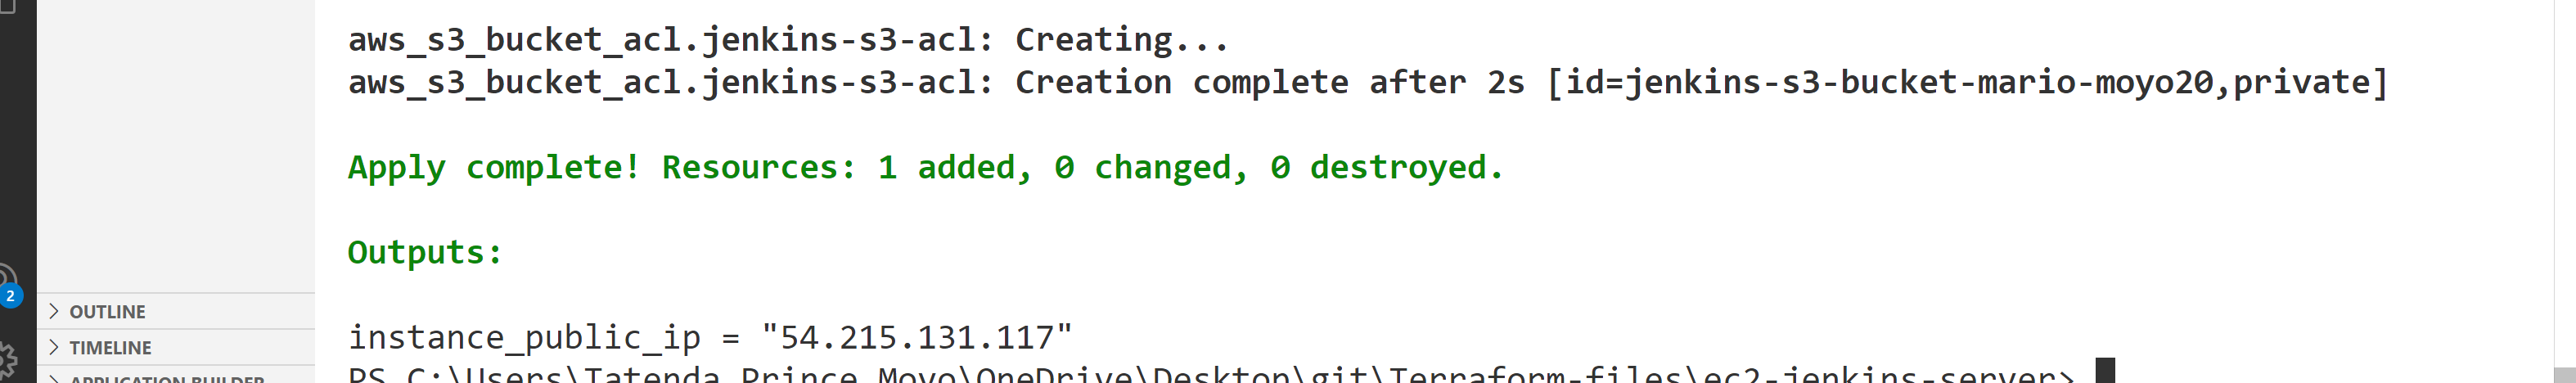 aws_s3_bucket_acl.jenkins-s3-acl: Creating...
aws_s3_bucket_acl.jenkins-s3-acl: Creation complete after 2s [id=jenkins-s3-bucket-mario-moyo20,private]
Apply complete! Resources: 1 added, 0 changed, 0 destroyed.
Outputs:
2
OUTLINE
instance_public_ip = "54.215.131.117"
TIMELINE
APPLICATION BUILDER
PS C:\Users\Tatenda Prince Moyo\OneDrive\Desktop\git\Terraform-files\ec2-jenkins-server>